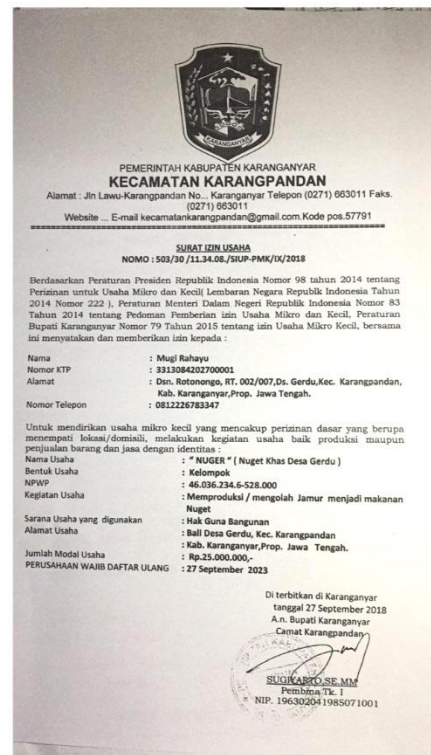 KARANGANYAR
PEMERINTAH KABUPATEN KARANGANYAR
KECAMATAN KARANGPANDAN
Alamat : Jln Lawu-Karangpandan No... Karanganyar Telepon (0271) 663011 Faks.
(0271) 663011
Website ... E-mail kecamatankarangpandan@gmail.com.Kode pos.57791
SURAT IZIN USAHA
NOMO : 503/30 /11.34.08./SIUP-PMK/IX/2018
Berdasarkan Peraturan Presiden Republik Indonesia Nomor 98 tahun 2014 tentang
Perizinan untuk Usaha Mikro dan Kecil( Lembaran Negara Republk Indonesia Tahun
2014 Nomor 222 ), Peraturan Menteri Dalam Negeri Republik Indonesia Nomor 83
Tahun 2014 tentang Pedoman Pemberian izin Usaha Mikro dan Kecil, Peraturan
Bupati Karanganyar Nomor 79 Tahun 2015 tentang izin Usaha Mikro Kecil, bersama
ini menyatakan dan memberikan izin kepada :
Nama : Mugi Rahayu
Nomor KTP : 3313084202700001
Alamat : Dsn. Rotonongo, RT. 002/007,Ds. Gerdu,Kec. Karangpandan,
Kab. Karanganyar,Prop. Jawa Tengah.
Nomor Telepon : 0812226783347
Untuk mendirikan usaha mikro kecil yang mencakup perizinan dasar yang berupa
menempati lokasi/domisili, melakukan kegiatan usaha baik produksi maupun
penjualan barang dan jasa dengan identitas :
Nama Usaha : " NUGER " ( Nuget Khas Desa Gerdu )
Bentuk Usaha : Kelompok
NPWP : 46.036.234.6-528.000
Kegiatan Usaha : Memproduksi / mengolah Jamur menjadi makanan
Nuget
Sarana Usaha yang digunakan : Hak Guna Bangunan
Alamat Usaha : Bali Desa Gerdu, Kec. Karangpandan
: Kab. Karanganyar,Prop. Jawa Tengah.
Jumlah Modal Usaha : Rp.25.000.000,-
PERUSAHAAN WAJIB DAFTAR ULANG : 27 September 2023
Di terbitkan di Karanganyar
tanggal 27 September 2018
A.n. Bupati Karanganyar
Camat Karangpandan
SUGIYARTO,SE.MM
Pembina Tk. I
NIP. 196302041985071001